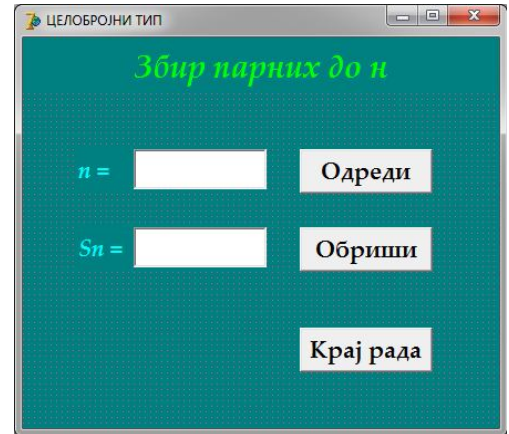 ЦЕЛОБРОЈНИ ТИП
Збир парних до н
n =
Одреди
Sn =
Обриши
Крај рада